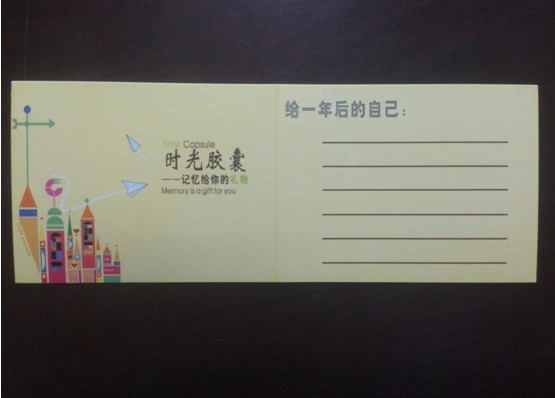 Time Capsule
时光胶囊
——记忆给你的礼物
Memory is a gift for you
给一年后的自己：